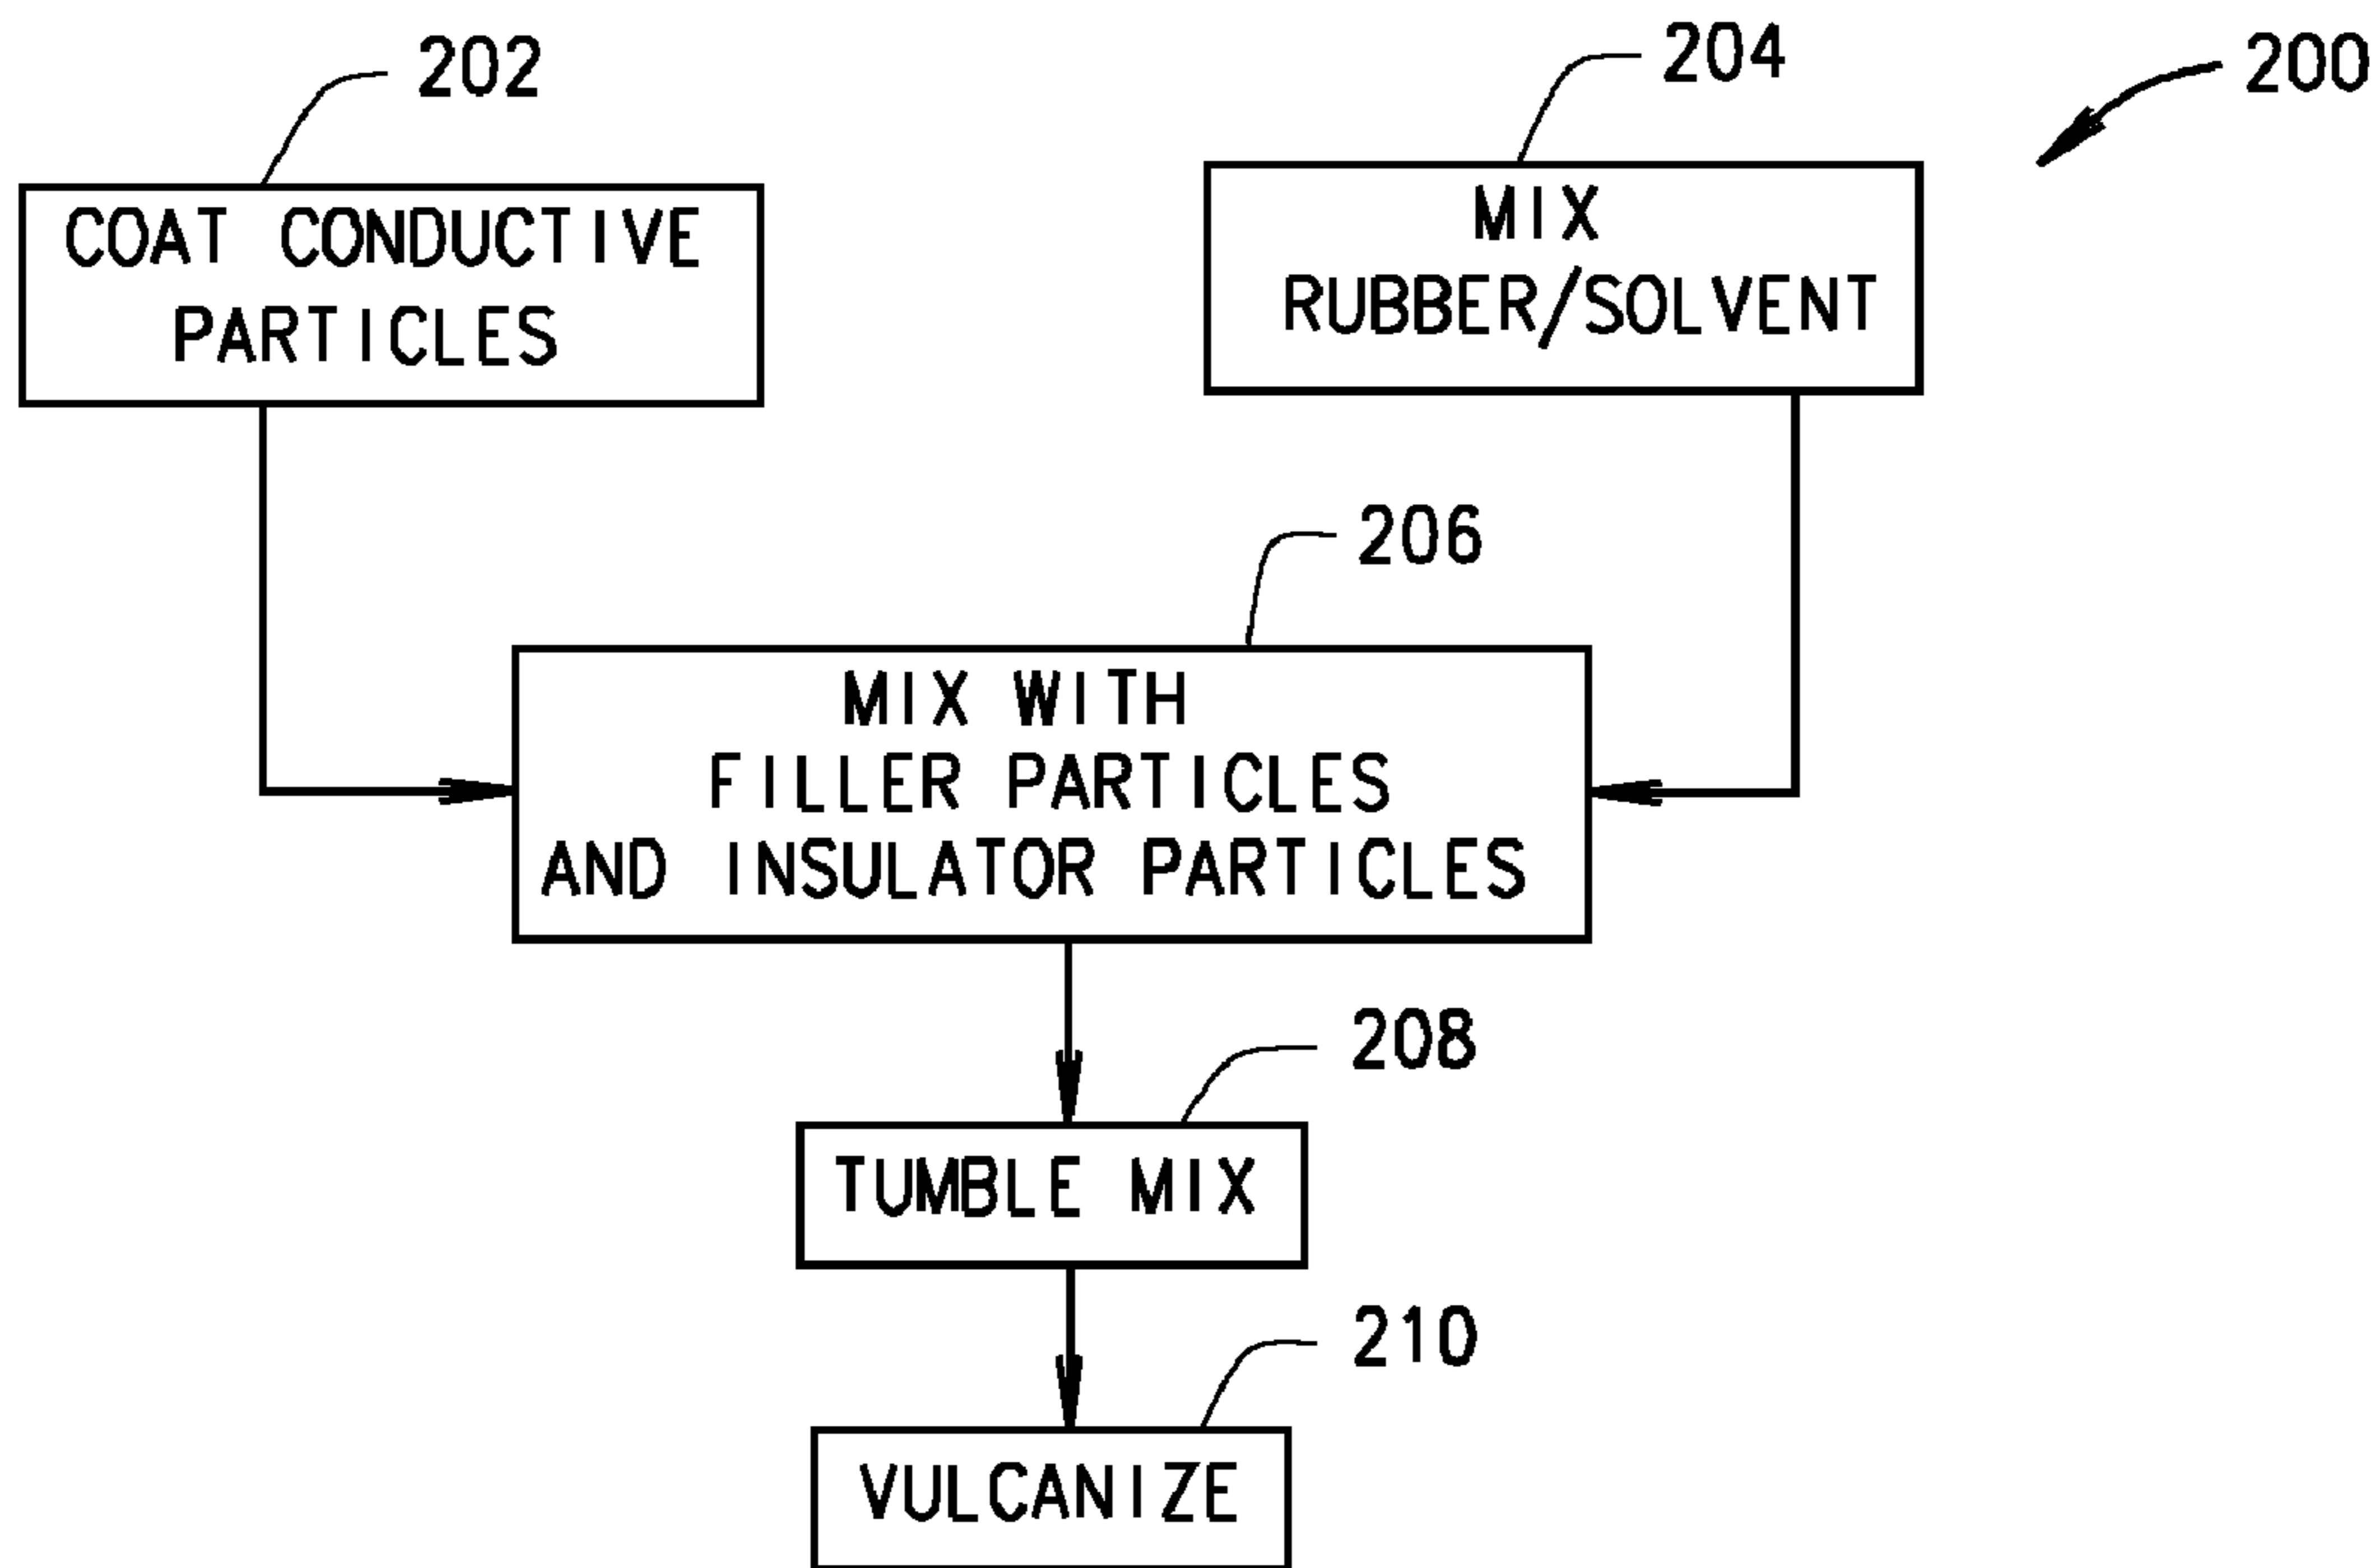 202
204
200
COAT CONDUCTIVE
PARTICLES
MIX
RUBBER/SOLVENT
206
MIX WITH
FILLER PARTICLES
AND INSULATOR PARTICLES
208
TUMBLE MIX
210
VULCANIZE